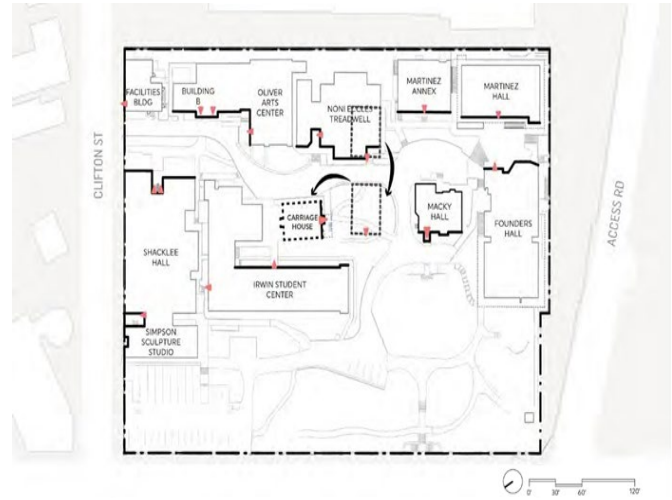 FACILITIES
BLDG
BUILDING
B
OLIVER
ARTS
CENTER
NONI ECCLES
TREADWELL
MARTINEZ
ANNEX
MARTINEZ
HALL
CLIFTON ST
CARRIAGE
HOUSE
MACKY
HALL
FOUNDERS
HALL
ACCESS RD
SHACKLEE
HALL
IRWIN STUDENT
CENTER
SIMPSON
SCULPTURE
STUDIO
0' 30' 60' 120'